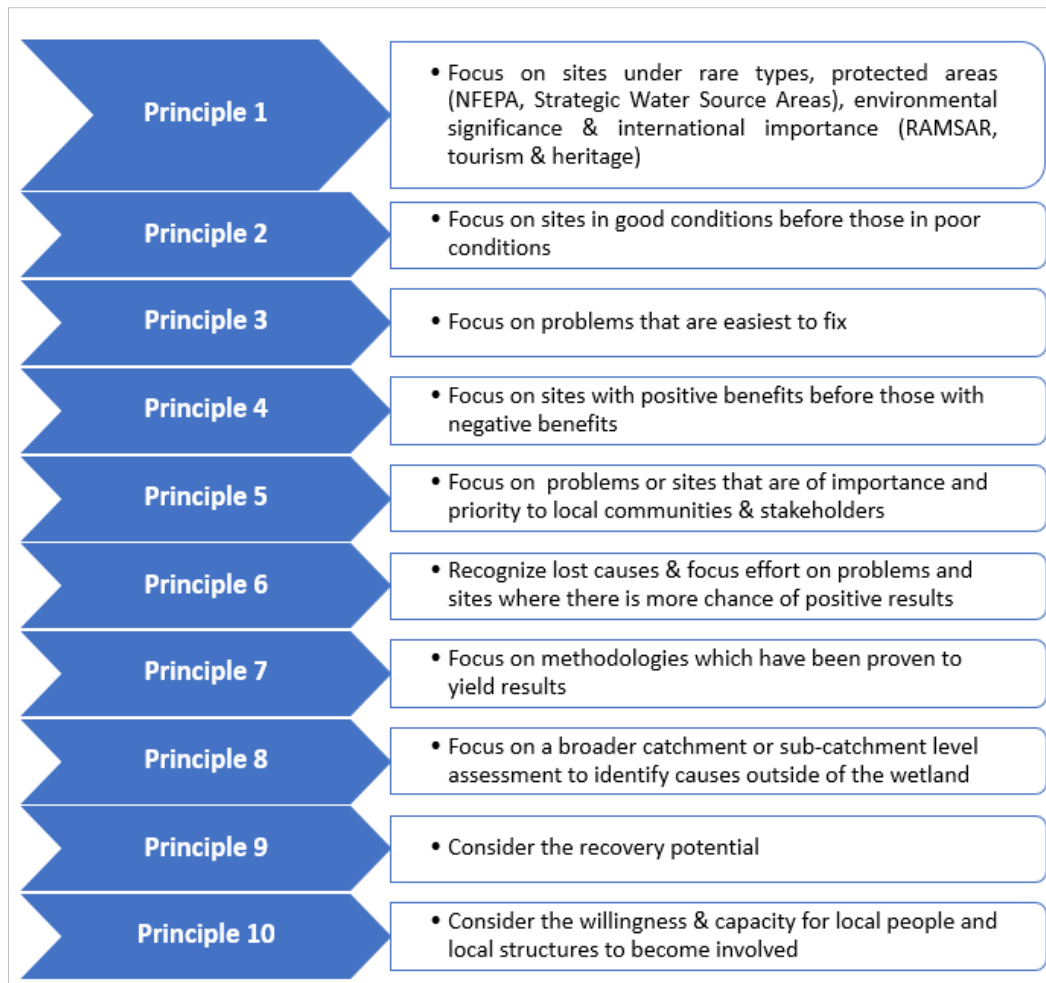 Principle 1
• Focus on sites under rare types, protected areas
(NFEPA, Strategic Water Source Areas), environmental
significance & international importance (RAMSAR,
tourism & heritage)
Principle 2
• Focus on sites in good conditions before those in poor
conditions
Principle 3
• Focus on problems that are easiest to fix
Principle 4
• Focus on sites with positive benefits before those with
negative benefits
Principle 5
• Focus on  problems or sites that are of importance and
priority to local communities & stakeholders
Principle 6
• Recognize lost causes & focus effort on problems and
sites where there is more chance of positive results
Principle 7
• Focus on methodologies which have been proven to
yield results
Principle 8
• Focus on a broader catchment or sub-catchment level
assessment to identify causes outside of the wetland
Principle 9
• Consider the recovery potential
Principle 10
• Consider the willingness & capacity for local people and
local structures to become involved